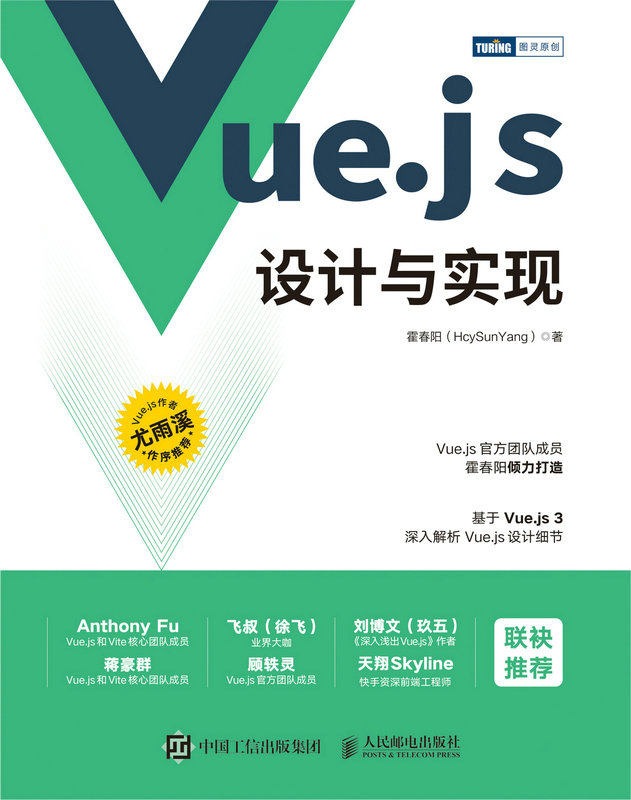 TURING 图灵原创
Vue.js
设计与实现
霍春阳（HcySunYang）◎著
Vue.js作者
尤雨溪
*作序推荐*
Vue.js 官方团队成员
霍春阳倾力打造
基于 Vue.js 3
深入解析 Vue.js 设计细节
Anthony Fu
Vue.js 和 Vite 核心团队成员
蒋豪群
Vue.js 和 Vite 核心团队成员
飞叔（徐飞）
业界大咖
顾轶灵
Vue.js 官方团队成员
刘博文（玖五）
《深入浅出Vue.js》作者
天翔Skyline
快手资深前端工程师
联袂
推荐
中国工信出版集团
人民邮电出版社
POSTS & TELECOM PRESS